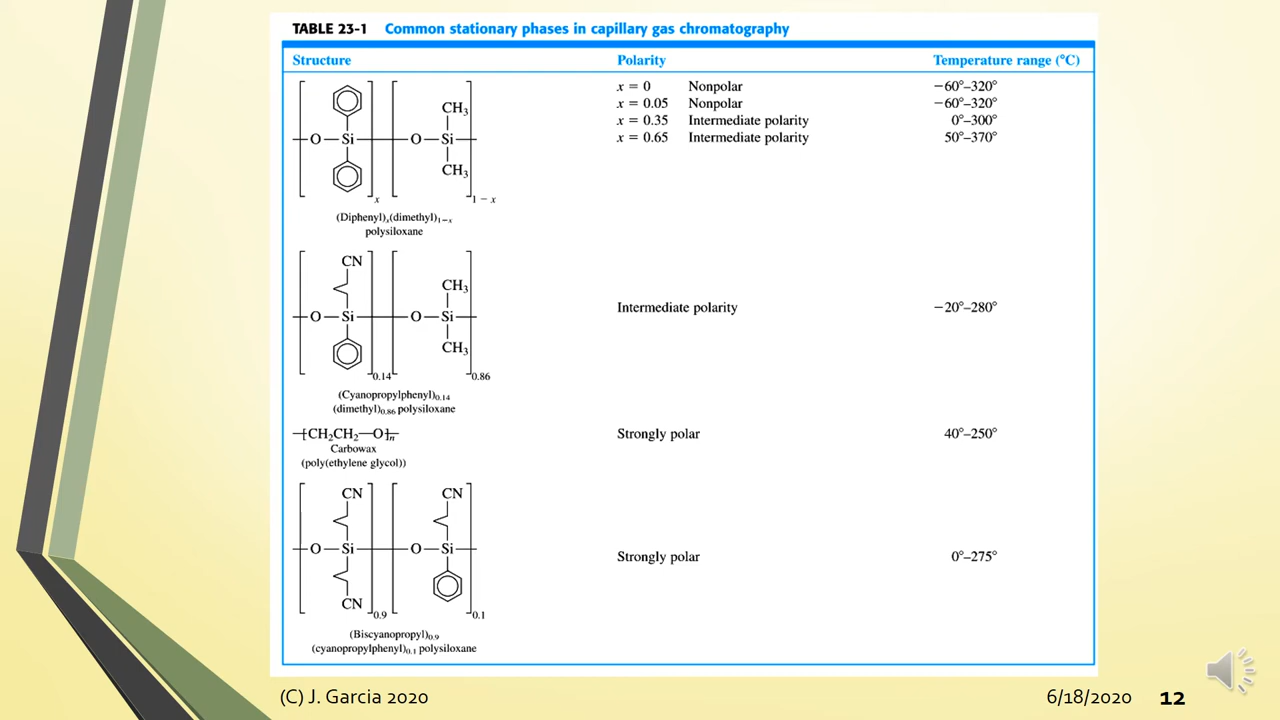 TABLE 23-1 Common stationary phases in capillary gas chromatography
Structure Polarity Temperature range (°C)
x = 0 Nonpolar −60°–320°
x = 0.05 Nonpolar −60°–320°
x = 0.35 Intermediate polarity 0°–300°
x = 0.65 Intermediate polarity 50°–370°
CH3
O—Si O—Si
CH3
x 1 − x
(Diphenyl)x(dimethyl)1−x
polysiloxane
CN
CH3
O—Si O—Si
Intermediate polarity −20°–280°
CH3
0.14 0.86
(Cyanopropylphenyl)0.14
(dimethyl)0.86 polysiloxane
—[CH2CH2—O]n— Strongly polar 40°–250°
Carbowax
(poly(ethylene glycol))
CN CN
O—Si O—Si
Strongly polar 0°–275°
CN
0.9 0.1
(Biscyanopropyl)0.9
(cyanopropylphenyl)0.1 polysiloxane
(C) J. Garcia 2020 6/18/2020 12